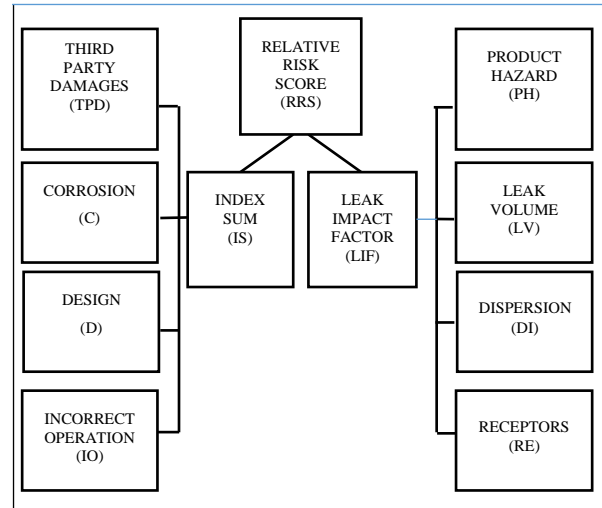 THIRD
PARTY
DAMAGES
(TPD)
RELATIVE
RISK
SCORE
(RRS)
PRODUCT
HAZARD
(PH)
CORROSION
(C)
INDEX
SUM
(IS)
LEAK
IMPACT
FACTOR
(LIF)
LEAK
VOLUME
(LV)
DESIGN
(D)
DISPERSION
(DI)
INCORRECT
OPERATION
(IO)
RECEPTORS
(RE)